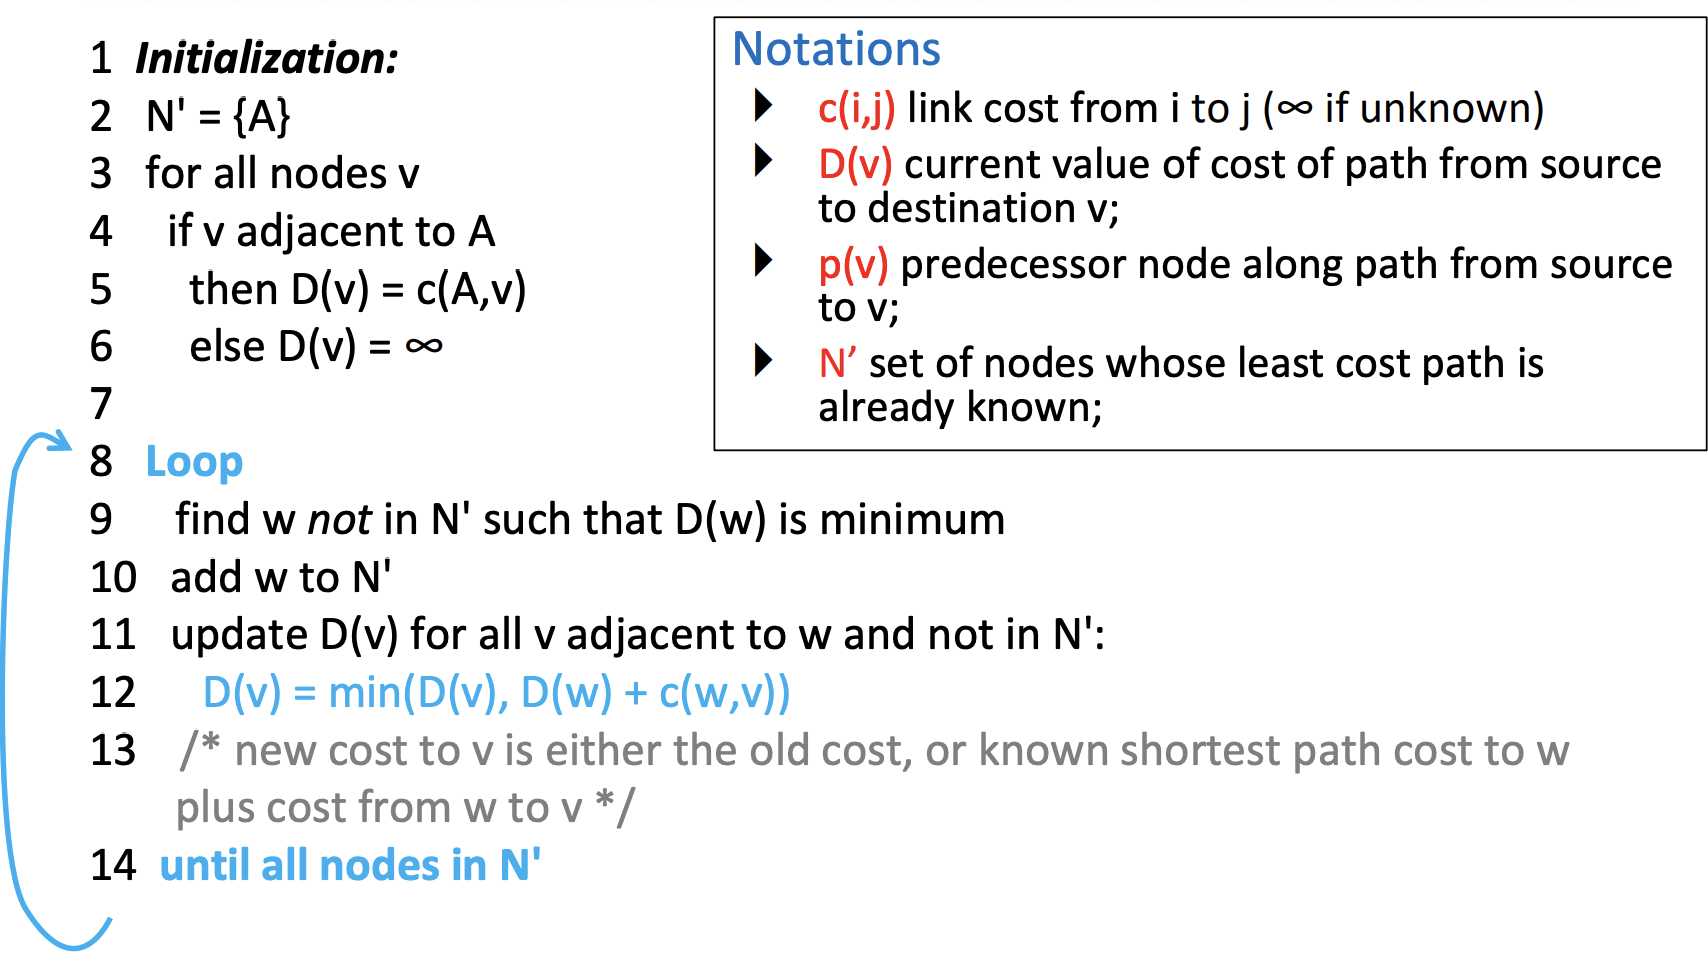 1 Initialization:
2 N' = {A}
3 for all nodes v
4 if v adjacent to A
5 then D(v) = c(A,v)
6 else D(v) = ∞
7
8 Loop
9 find w not in N' such that D(w) is minimum
10 add w to N'
11 update D(v) for all v adjacent to w and not in N':
12 D(v) = min(D(v), D(w) + c(w,v))
13 /* new cost to v is either the old cost, or known shortest path cost to w
plus cost from w to v */
14 until all nodes in N'
Notations
c(i,j) link cost from i to j (∞ if unknown)
D(v) current value of cost of path from source
to destination v;
p(v) predecessor node along path from source
to v;
N’ set of nodes whose least cost path is
already known;